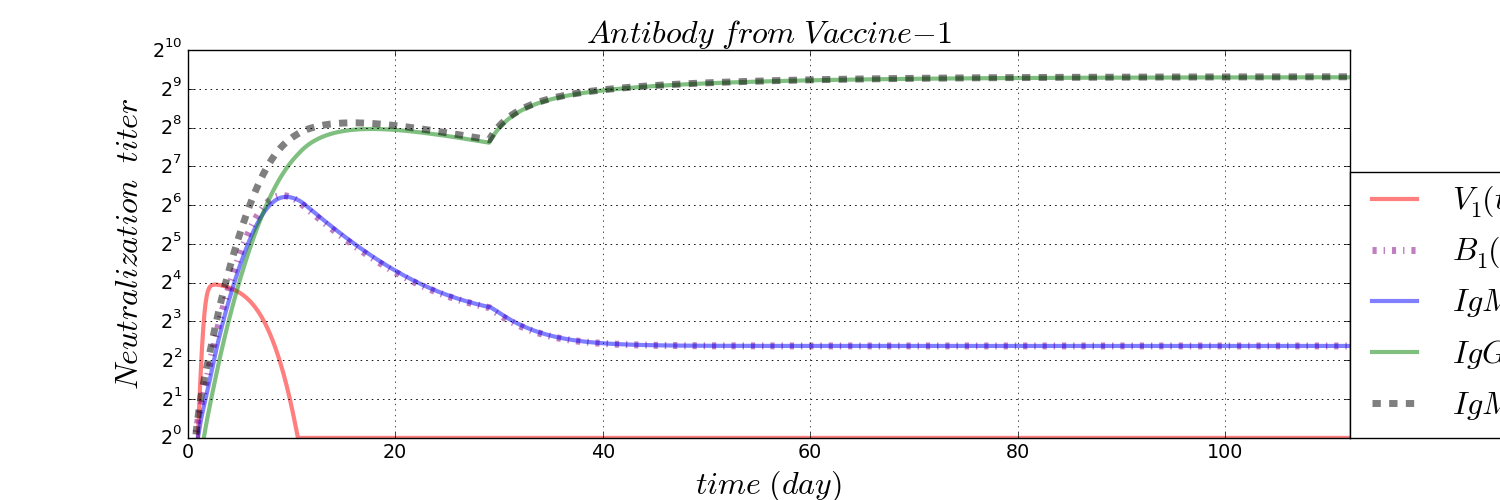 Antibody from Vaccine−1
Neutralization titer
2^10
2^9
2^8
2^7
2^6
2^5
2^4
2^3
2^2
2^1
2^0
0 20 40 60 80 100
time (day)
V_1(t
B_1(
IgM
IgG
IgM